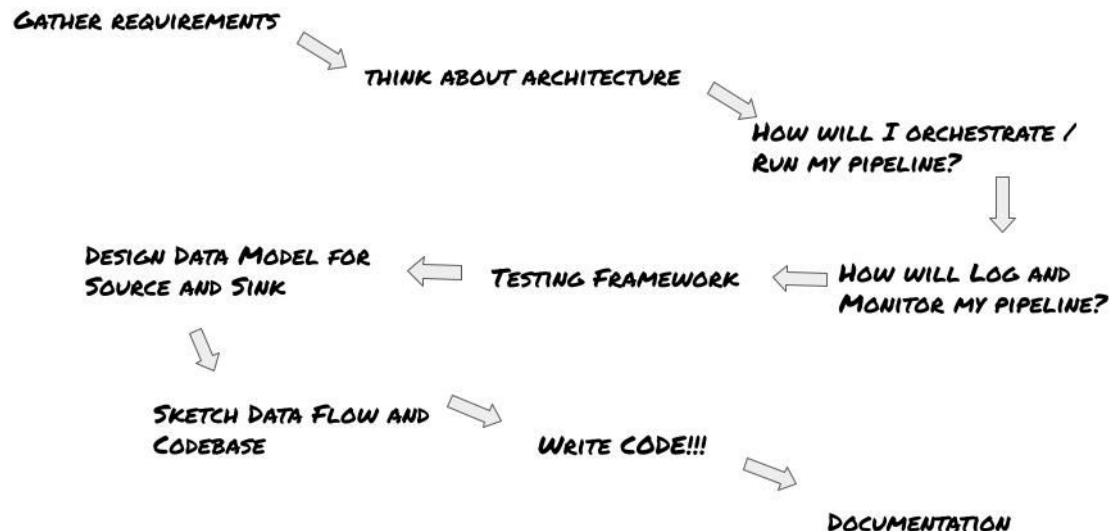 Gather requirements
think about architecture
How will I orchestrate /
Run my pipeline?
How will Log and
Monitor my pipeline?
Testing Framework
Design Data Model for
Source and Sink
Sketch Data Flow and
Codebase
Write CODE!!!
Documentation